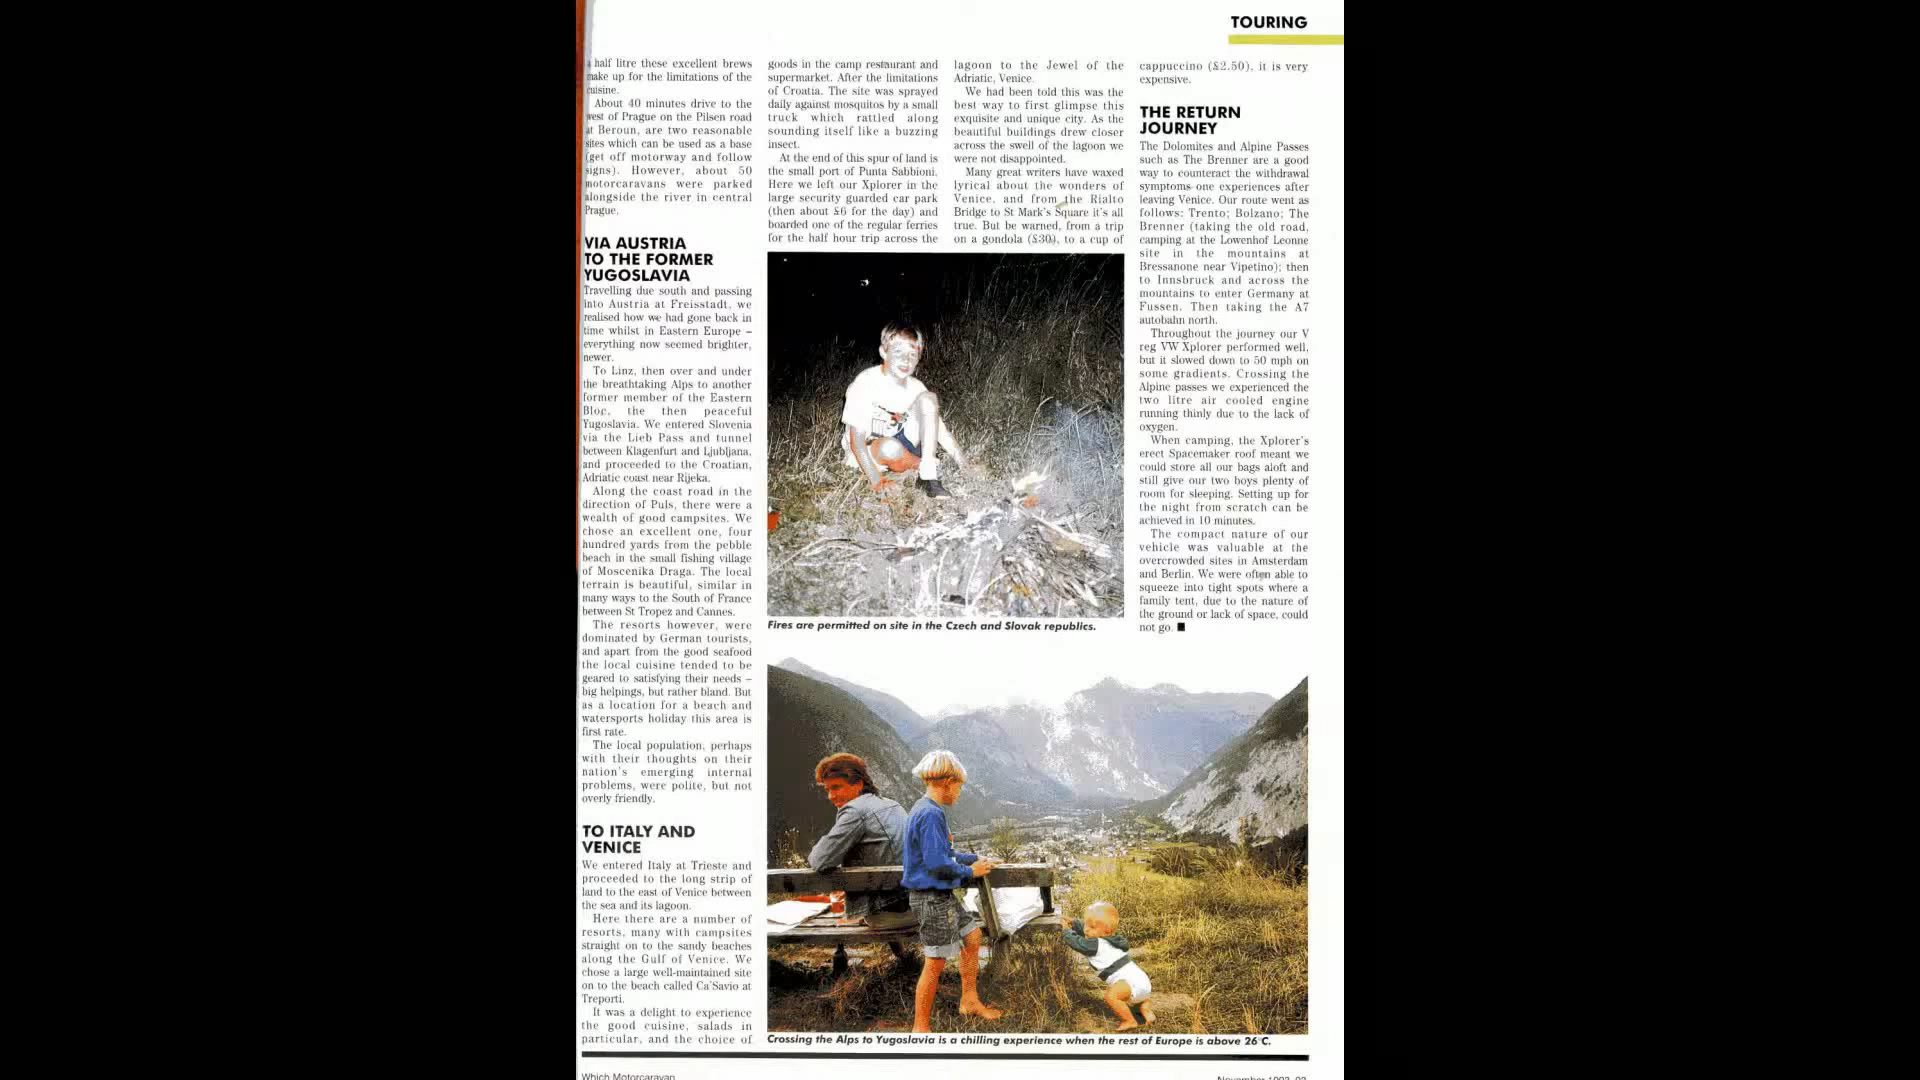 TOURING
half litre these excellent brews
make up for the limitations of the
cuisine.
About 40 minutes drive to the
west of Prague on the Pilsen road
at Beroun, are two reasonable
sites which can be used as a base
(get off motorway and follow
signs). However, about 50
motorcaravans were parked
alongside the river in central
Prague.
VIA AUSTRIA
TO THE FORMER
YUGOSLAVIA
Travelling due south and passing
into Austria at Freisstadt, we
realised how we had gone back in
time whilst in Eastern Europe –
everything now seemed brighter,
newer.
To Linz, then over and under
the breathtaking Alps to another
former member of the Eastern
Bloc, the then peaceful
Yugoslavia. We entered Slovenia
via the Lieb Pass and tunnel
between Klagenfurt and Ljubljana,
and proceeded to the Croatian,
Adriatic coast near Rijeka.
Along the coast road in the
direction of Puls, there were a
wealth of good campsites. We
chose an excellent one, four
hundred yards from the pebble
beach in the small fishing village
of Moscenika Draga. The local
terrain is beautiful, similar in
many ways to the South of France
between St Tropez and Cannes.
The resorts however, were
dominated by German tourists,
and apart from the good seafood
the local cuisine tended to be
geared to satisfying their needs –
big helpings, but rather bland. But
as a location for a beach and
watersports holiday this area is
first rate.
The local population, perhaps
with their thoughts on their
nation's emerging internal
problems, were polite, but not
overly friendly.
TO ITALY AND
VENICE
We entered Italy at Trieste and
proceeded to the long strip of
land to the east of Venice between
the sea and its lagoon.
Here there are a number of
resorts, many with campsites
straight on to the sandy beaches
along the Gulf of Venice. We
chose a large well-maintained site
on to the beach called Ca'Savio at
Treporti.
It was a delight to experience
the good cuisine, salads in
particular, and the choice of
goods in the camp restaurant and
supermarket. After the limitations
of Croatia. The site was sprayed
daily against mosquitos by a small
truck which rattled along
sounding itself like a buzzing
insect.
At the end of this spur of land is
the small port of Punta Sabbioni.
Here we left our Xplorer in the
large security guarded car park
(then about £6 for the day) and
boarded one of the regular ferries
for the half hour trip across the
lagoon to the Jewel of the
Adriatic, Venice.
We had been told this was the
best way to first glimpse this
exquisite and unique city. As the
beautiful buildings drew closer
across the swell of the lagoon we
were not disappointed.
Many great writers have waxed
lyrical about the wonders of
Venice, and from the Rialto
Bridge to St Mark's Square it's all
true. But be warned, from a trip
on a gondola (£30), to a cup of
cappuccino (£2.50), it is very
expensive.
THE RETURN
JOURNEY
The Dolomites and Alpine Passes
such as The Brenner are a good
way to counteract the withdrawal
symptoms one experiences after
leaving Venice. Our route went as
follows: Trento; Bolzano; The
Brenner (taking the old road,
camping at the Lowenhof Leonne
site in the mountains at
Bressanone near Vipetino); then
to Innsbruck and across the
mountains to enter Germany at
Fussen. Then taking the A7
autobahn north.
Throughout the journey our V
reg VW Xplorer performed well,
but it slowed down to 50 mph on
some gradients. Crossing the
Alpine passes we experienced the
two litre air cooled engine
running thinly due to the lack of
oxygen.
When camping, the Xplorer's
erect Spacemaker roof meant we
could store all our bags aloft and
still give our two boys plenty of
room for sleeping. Setting up for
the night from scratch can be
achieved in 10 minutes.
The compact nature of our
vehicle was valuable at the
overcrowded sites in Amsterdam
and Berlin. We were often able to
squeeze into tight spots where a
family tent, due to the nature of
the ground or lack of space, could
not go. ■
Fires are permitted on site in the Czech and Slovak republics.
Crossing the Alps to Yugoslavia is a chilling experience when the rest of Europe is above 26°C.
Which Motorcaravan
November